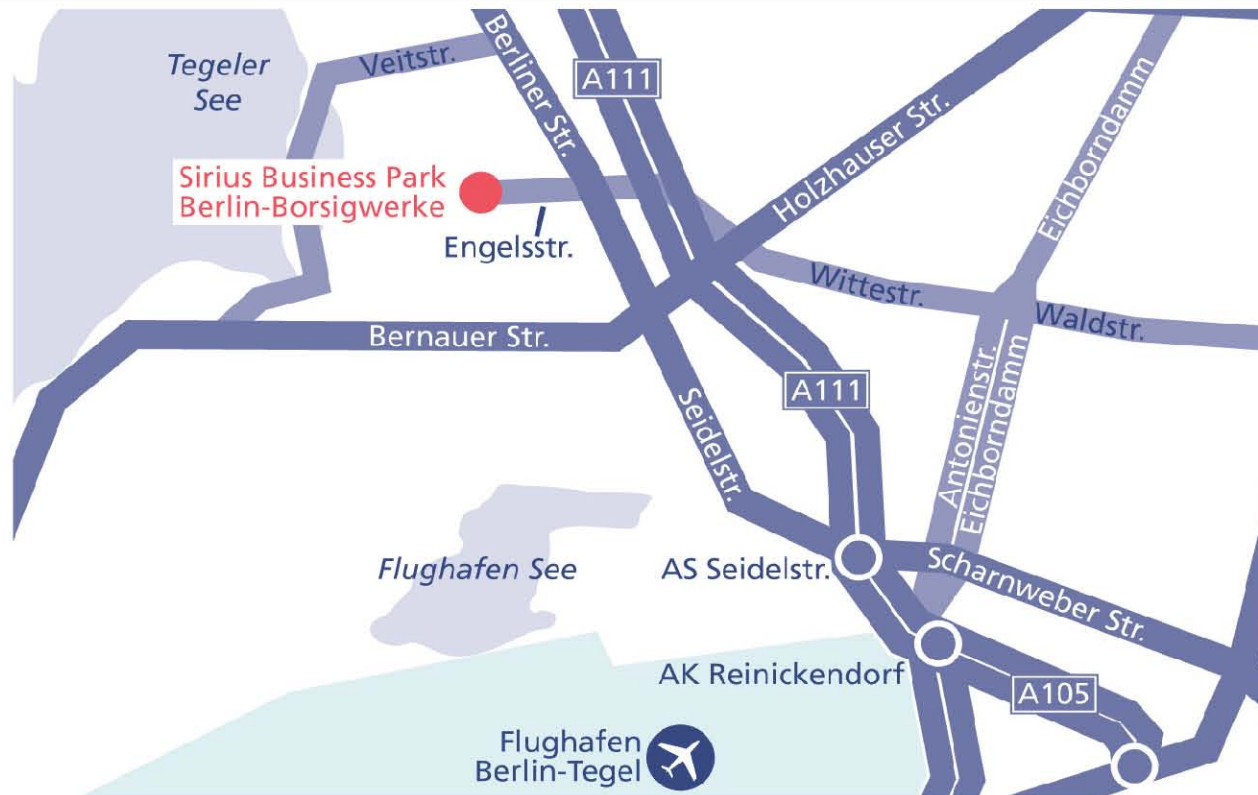 Tegeler
See
Veitstr.
Berliner Str.
A111
Holzhauser Str.
Eichborndamm
Sirius Business Park
Berlin-Borsigwerke
Engelsstr.
Wittestr.
Waldstr.
Bernauer Str.
A111
Seidelstr.
Antonienstr.
Eichborndamm
Flughafen See
AS Seidelstr.
Scharnweber Str.
AK Reinickendorf
A105
Flughafen
Berlin-Tegel